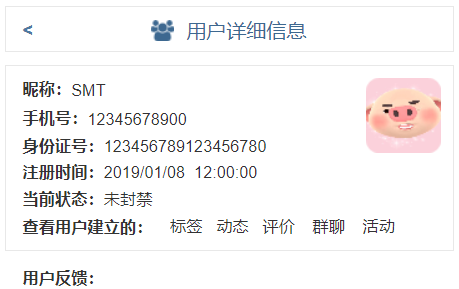 < 用户详细信息
昵称：SMT
手机号：12345678900
身份证号：123456789123456780
注册时间：2019/01/08 12:00:00
当前状态：未封禁
查看用户建立的： 标签 动态 评价 群聊 活动
用户反馈：